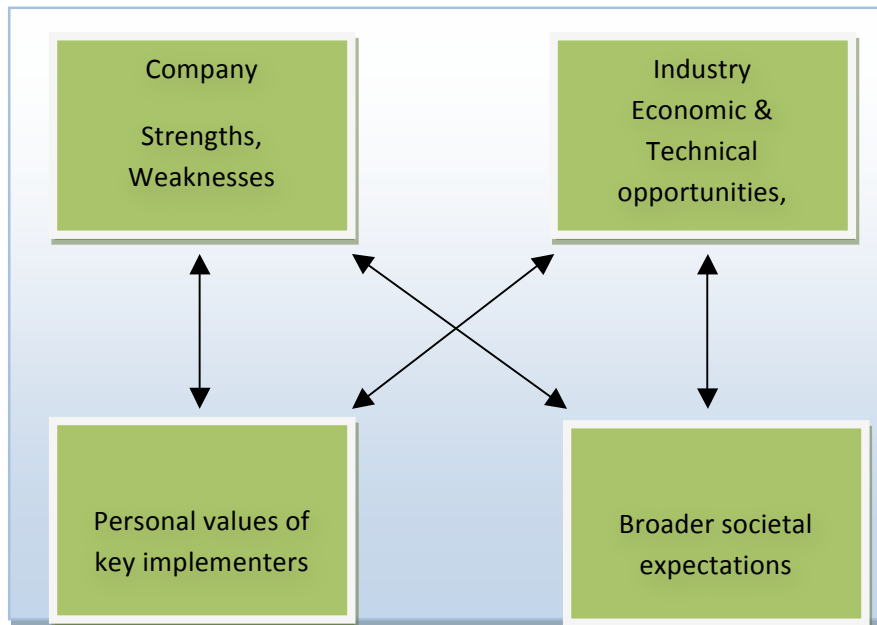 Company
Strengths,
Weaknesses
Industry
Economic &
Technical
opportunities,
Personal values of
key implementers
Broader societal
expectations